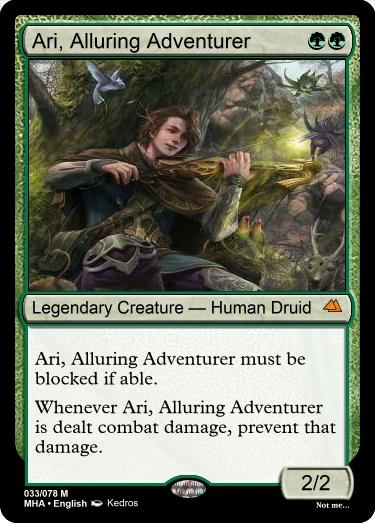 Ari, Alluring Adventurer
Legendary Creature — Human Druid
Ari, Alluring Adventurer must be
blocked if able.
Whenever Ari, Alluring Adventurer
is dealt combat damage, prevent that
damage.
2/2
033/078 M
MHA • English Kedros
Not me...